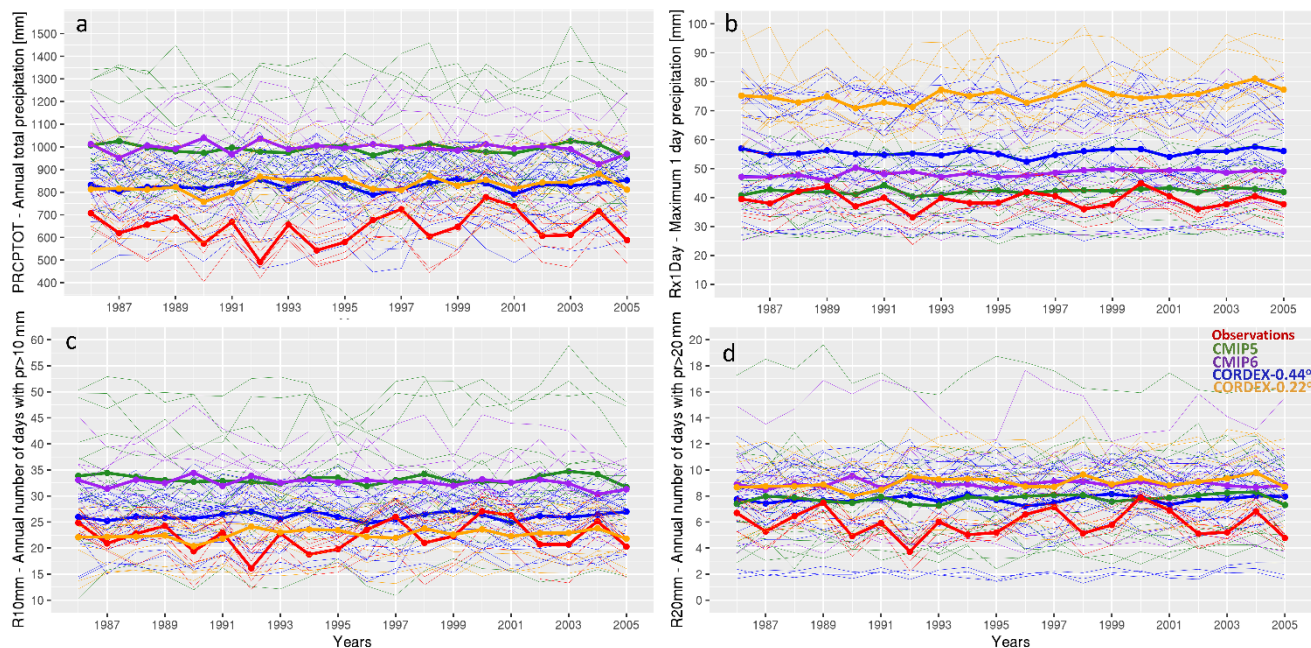 a
PRCPTOT - Annual total precipitation [mm]
1500
1400
1300
1200
1100
1000
900
800
700
600
500
400
1987 1989 1991 1993 1995 1997 1999 2001 2003 2005
b
Rx1Day - Maximum 1 day precipitation [mm]
100
90
80
70
60
50
40
30
20
10
1987 1989 1991 1993 1995 1997 1999 2001 2003 2005
c
R10mm - Annual number of days with pr>10 mm
60
55
50
45
40
35
30
25
20
15
10
1987 1989 1991 1993 1995 1997 1999 2001 2003 2005
Years
d
R20mm - Annual number of days with pr>20 mm
20
18
16
14
12
10
8
6
4
2
0
Observations
CMIP5
CMIP6
CORDEX-0.44°
CORDEX-0.22°
1987 1989 1991 1993 1995 1997 1999 2001 2003 2005
Years